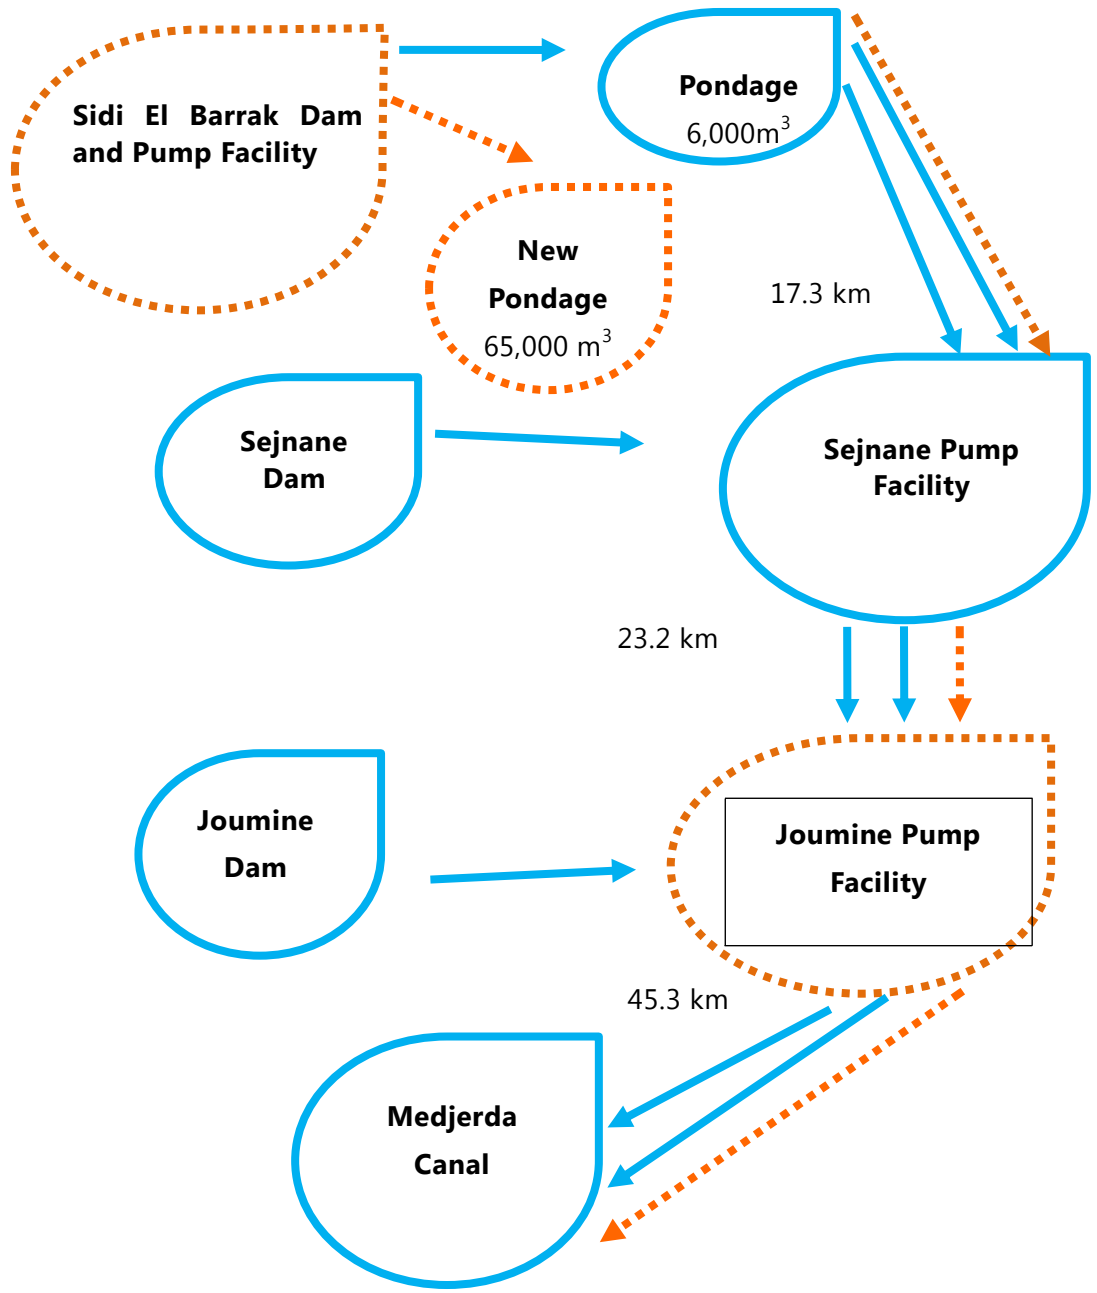 Sidi El Barrak Dam
and Pump Facility
Pondage
6,000m³
New
Pondage
65,000 m³
17.3 km
Sejnane
Dam
Sejnane Pump
Facility
23.2 km
Joumine
Dam
Joumine Pump
Facility
45.3 km
Medjerda
Canal